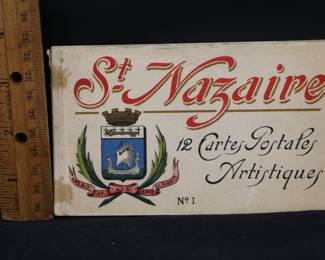 St. Nazaire
12 Cartes Postales
Artistiques
Nº 1